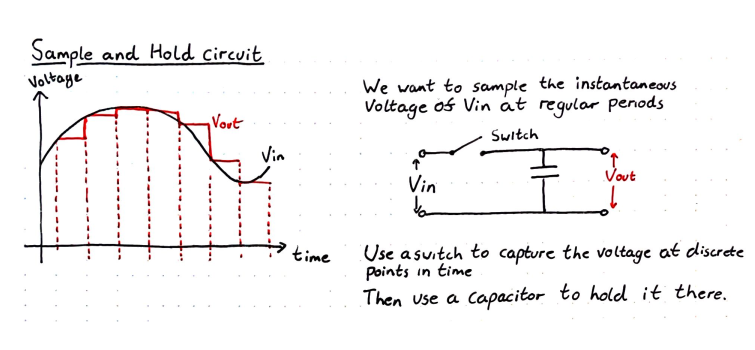 Sample and Hold Circuit
Voltage
Vout
Vin
time
We want to sample the instantaneous
Voltage of Vin at regular periods
Switch
Vin
Vout
Use a switch to capture the voltage at discrete
points in time
Then use a capacitor to hold it there.